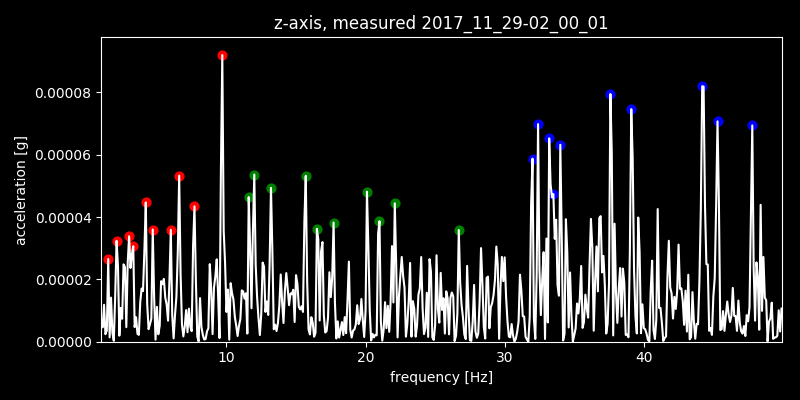 z-axis, measured 2017_11_29-02_00_01
0.00008
0.00006
0.00004
0.00002
0.00000
acceleration [g]
10 20 30 40
frequency [Hz]